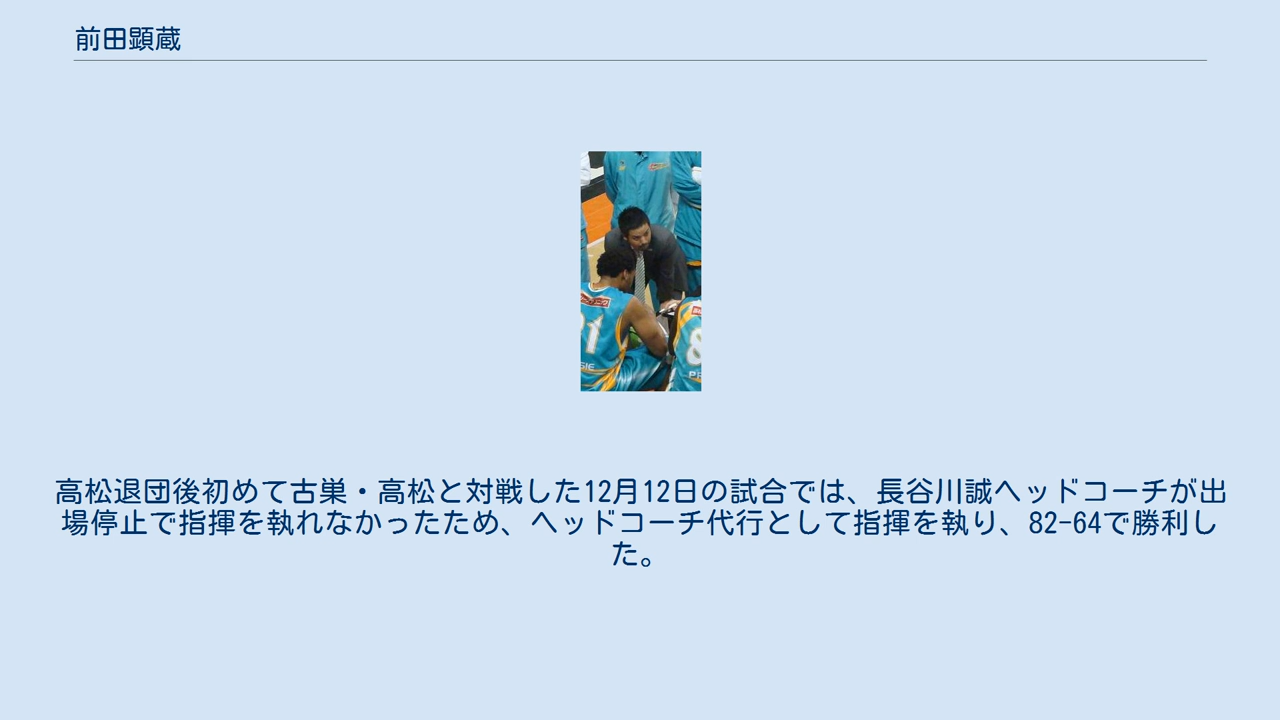 前田顕蔵
高松退団後初めて古巣・高松と対戦した12月12日の試合では、長谷川誠ヘッドコーチが出
場停止で指揮を執れなかったため、ヘッドコーチ代行として指揮を執り、82-64で勝利し
た。